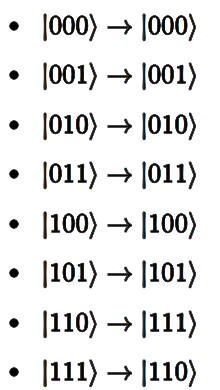 • |000⟩ → |000⟩
• |001⟩ → |001⟩
• |010⟩ → |010⟩
• |011⟩ → |011⟩
• |100⟩ → |100⟩
• |101⟩ → |101⟩
• |110⟩ → |111⟩
• |111⟩ → |110⟩